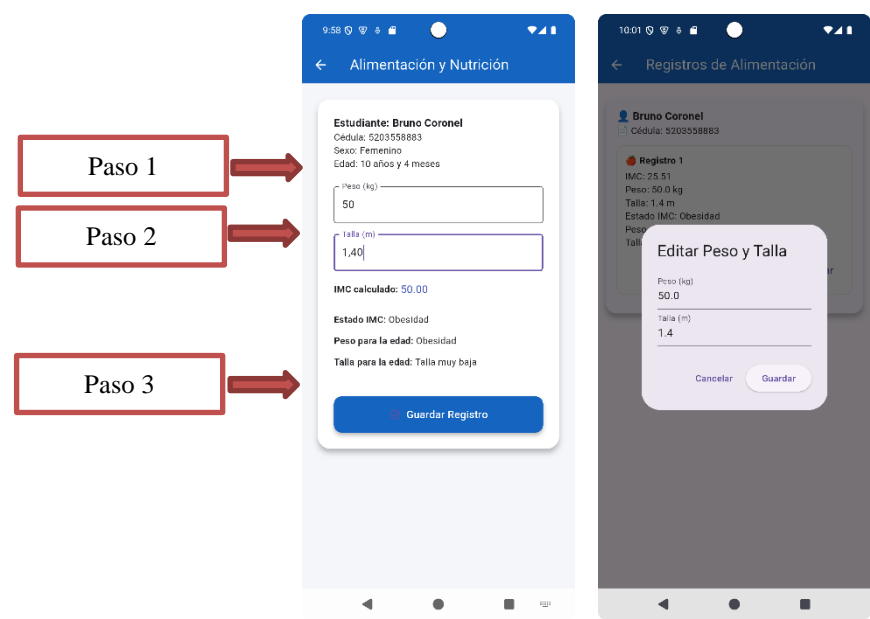 Paso 1
Paso 2
Paso 3
9:58
Alimentación y Nutrición
Estudiante: Bruno Coronel
Cédula: 5203558883
Sexo: Femenino
Edad: 10 años y 4 meses
Peso (kg)
50
Talla (m)
1,40
IMC calculado: 50.00
Estado IMC: Obesidad
Peso para la edad: Obesidad
Talla para la edad: Talla muy baja
Guardar Registro
10:01
Registros de Alimentación
Bruno Coronel
Cédula: 5203558883
Registro 1
IMC: 25.51
Peso: 50.0 kg
Talla: 1.4 m
Estado IMC: Obesidad
Peso
Tall
Editar Peso y Talla
Peso (kg)
50.0
Talla (m)
1.4
Cancelar
Guardar